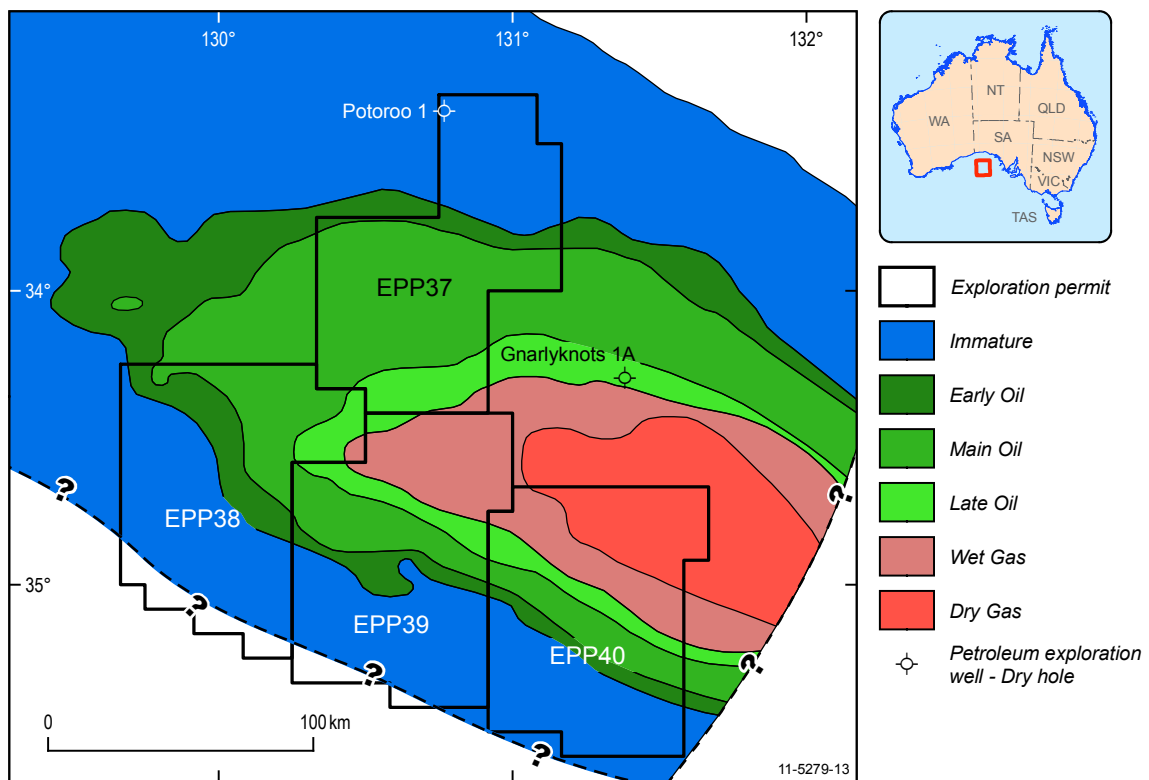 130°
131°
132°
Potoroo 1
34°
EPP37
Gnarlyknots 1A
?
?
EPP38
35°
?
EPP39
EPP40
?
?
?
0
100 km
11-5279-13
NT
QLD
WA
SA
NSW
VIC
TAS
Exploration permit
Immature
Early Oil
Main Oil
Late Oil
Wet Gas
Dry Gas
Petroleum exploration
well - Dry hole